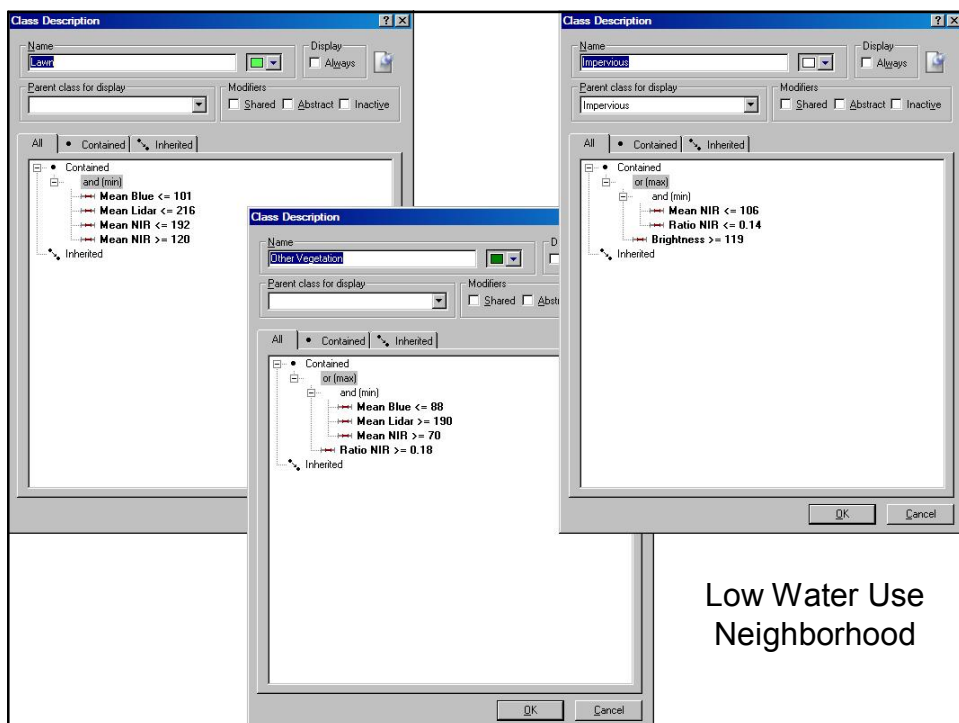 Class Description
Name
Lawn
Display
Always
Parent class for display
Modifiers
Shared Abstract Inactive
All Contained Inherited
Contained
and (min)
Mean Blue <= 101
Mean Lidar <= 216
Mean NIR <= 192
Mean NIR >= 120
Inherited
Class Description
Name
Other Vegetation
D
Parent class for display
Modifiers
Shared Abstr
All Contained Inherited
Contained
or (max)
and (min)
Mean Blue <= 88
Mean Lidar >= 190
Mean NIR >= 70
Ratio NIR >= 0.18
Inherited
OK Cancel
Class Description
Name
Impervious
Display
Always
Parent class for display
Impervious
Modifiers
Shared Abstract Inactive
All Contained Inherited
Contained
or (max)
and (min)
Mean NIR <= 106
Ratio NIR <= 0.14
Brightness >= 119
Inherited
OK Cancel
Low Water Use
Neighborhood